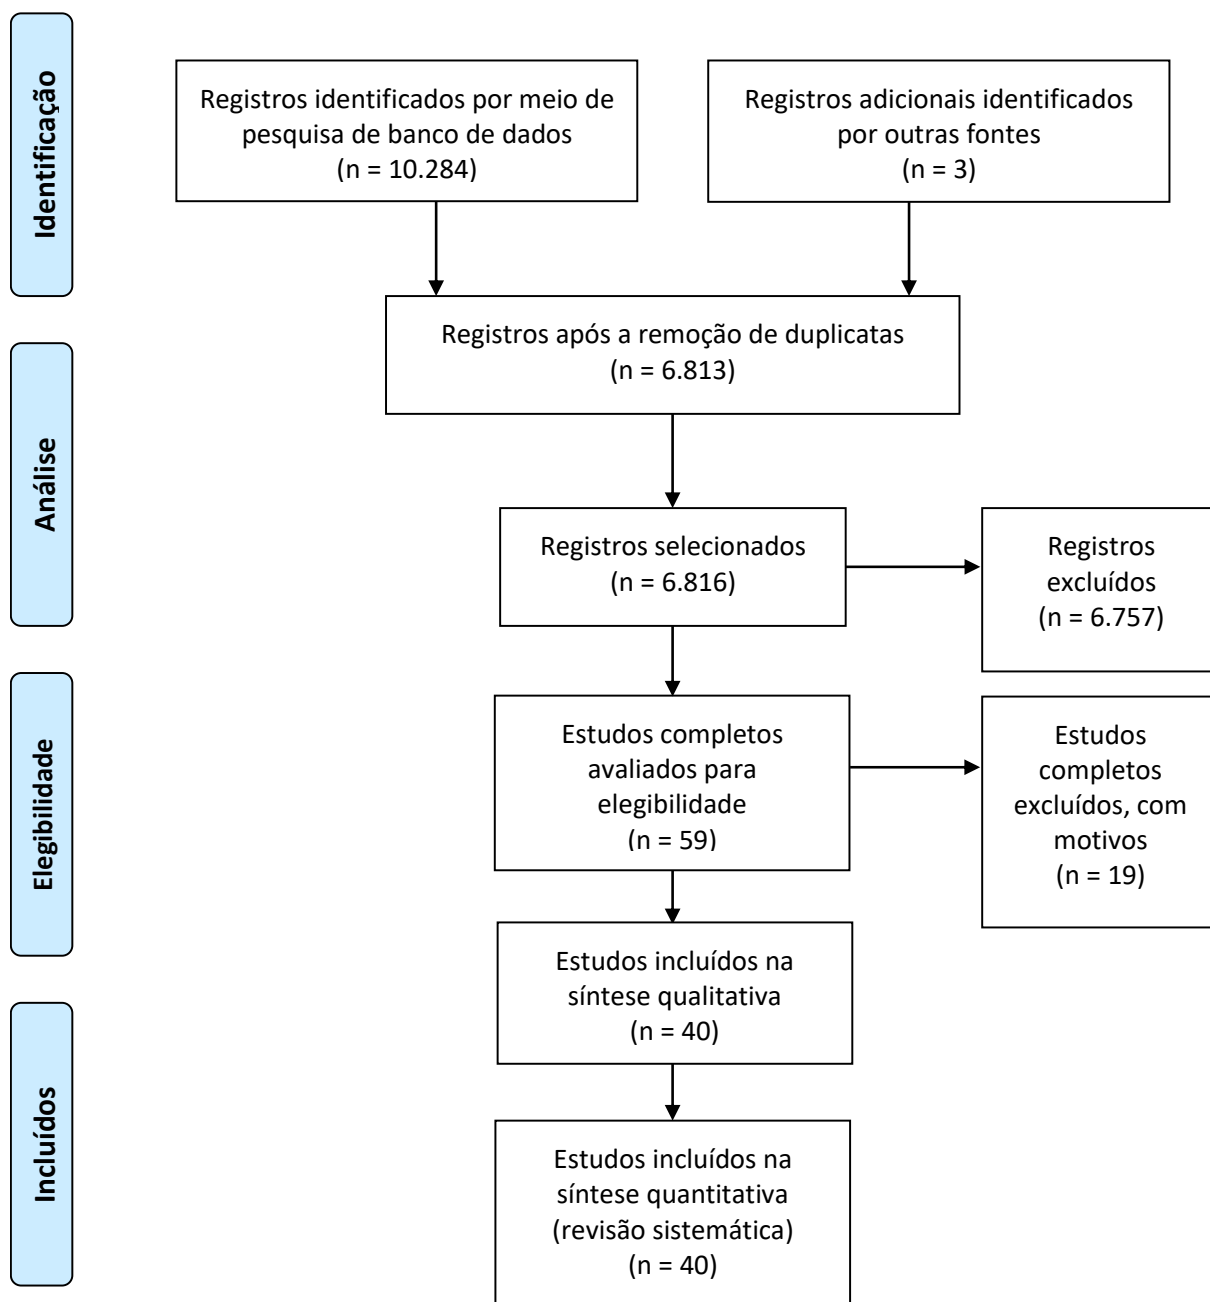 Identificação
Registros identificados por meio de
pesquisa de banco de dados
(n = 10.284)
Registros adicionais identificados
por outras fontes
(n = 3)
Registros após a remoção de duplicatas
(n = 6.813)
Análise
Registros selecionados
(n = 6.816)
Registros
excluídos
(n = 6.757)
Elegibilidade
Estudos completos
avaliados para
elegibilidade
(n = 59)
Estudos
completos
excluídos, com
motivos
(n = 19)
Estudos incluídos na
síntese qualitativa
(n = 40)
Incluídos
Estudos incluídos na
síntese quantitativa
(revisão sistemática)
(n = 40)